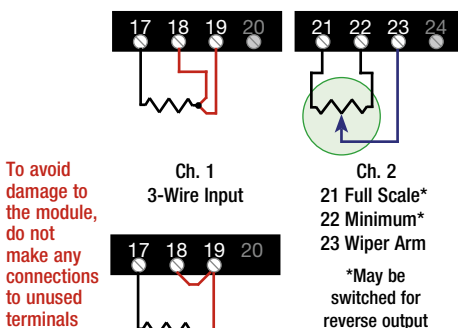 17 18 19 20
21 22 23 24
To avoid
damage to
the module,
do not
make any
connections
to unused
terminals
Ch. 1
3-Wire Input
Ch. 2
21 Full Scale*
22 Minimum*
23 Wiper Arm
*May be
switched for
reverse output
17 18 19 20